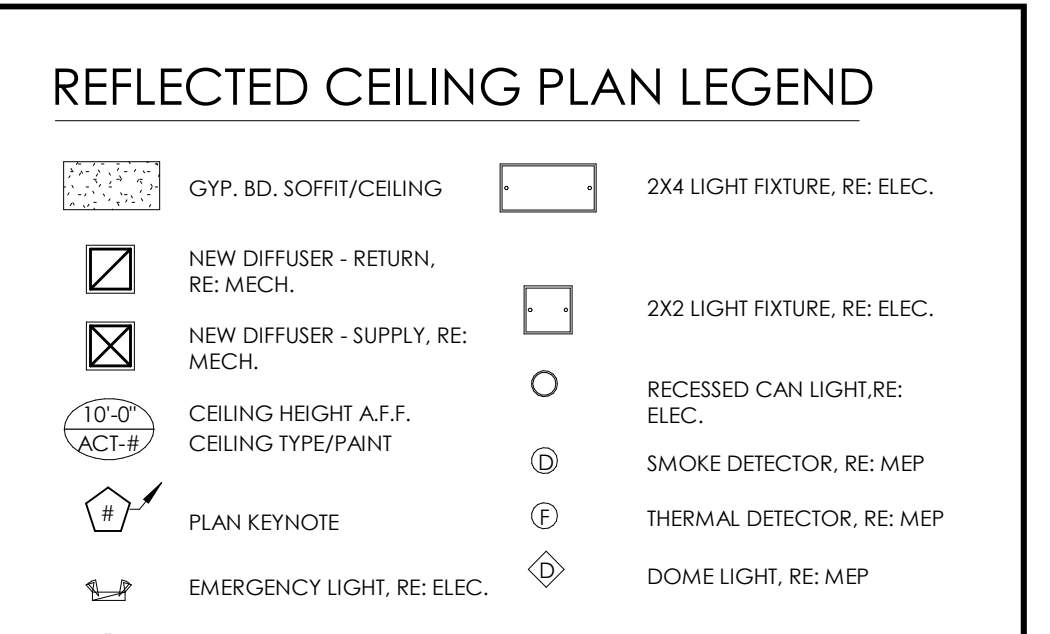 REFLECTED CEILING PLAN LEGEND
GYP. BD. SOFFIT/CEILING
NEW DIFFUSER - RETURN,
RE: MECH.
NEW DIFFUSER - SUPPLY, RE:
MECH.
10'-0"
ACT-#
CEILING HEIGHT A.F.F.
CEILING TYPE/PAINT
#
PLAN KEYNOTE
EMERGENCY LIGHT, RE: ELEC.
2X4 LIGHT FIXTURE, RE: ELEC.
2X2 LIGHT FIXTURE, RE: ELEC.
RECESSED CAN LIGHT,RE:
ELEC.
D
SMOKE DETECTOR, RE: MEP
F
THERMAL DETECTOR, RE: MEP
D
DOME LIGHT, RE: MEP